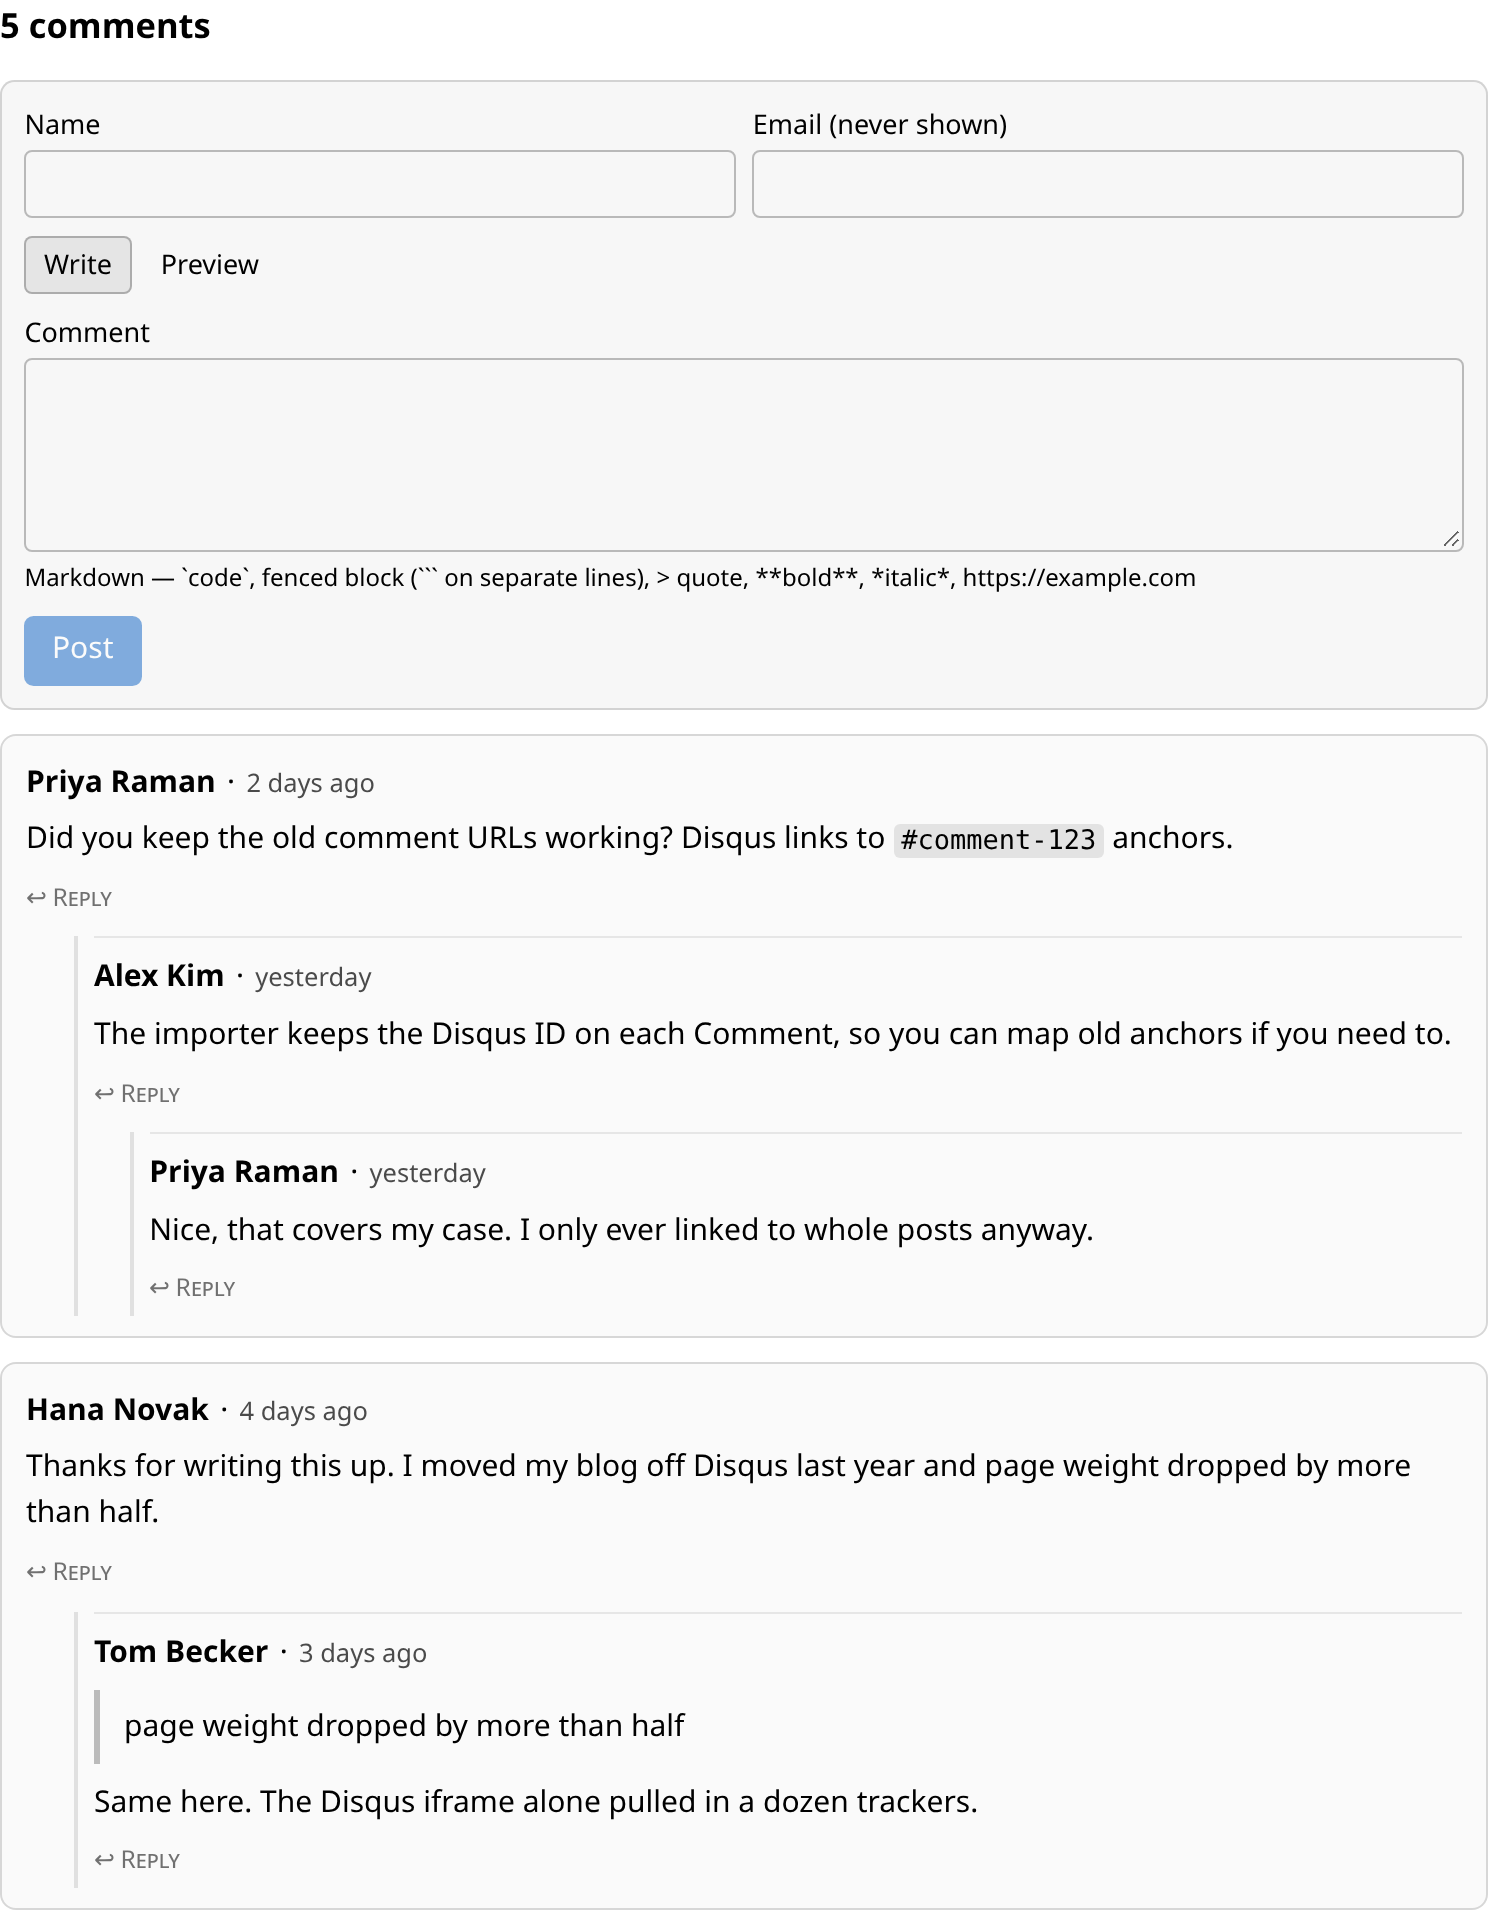 5 comments
Name
Email (never shown)
Write
Preview
Comment
Markdown — `code`, fenced block (``` on separate lines), > quote, **bold**, *italic*, https://example.com
Post
Priya Raman · 2 days ago
Did you keep the old comment URLs working? Disqus links to #comment-123 anchors.
↩ Reply
Alex Kim · yesterday
The importer keeps the Disqus ID on each Comment, so you can map old anchors if you need to.
↩ Reply
Priya Raman · yesterday
Nice, that covers my case. I only ever linked to whole posts anyway.
↩ Reply
Hana Novak · 4 days ago
Thanks for writing this up. I moved my blog off Disqus last year and page weight dropped by more
than half.
↩ Reply
Tom Becker · 3 days ago
page weight dropped by more than half
Same here. The Disqus iframe alone pulled in a dozen trackers.
↩ Reply